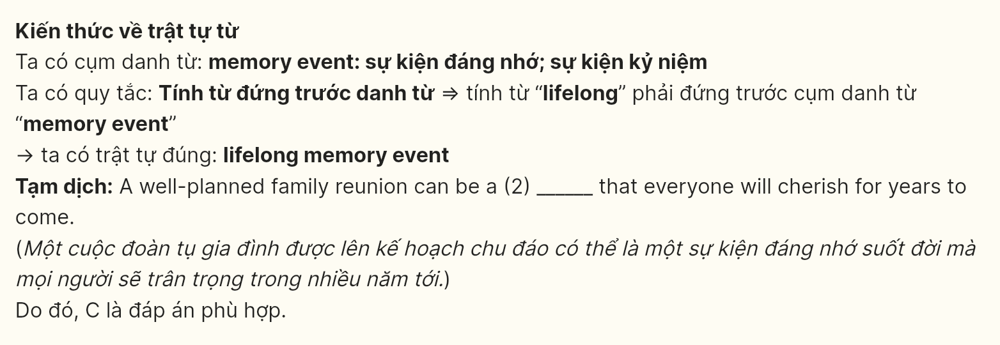 Kiến thức về trật tự từ
Ta có cụm danh từ: memory event: sự kiện đáng nhớ; sự kiện kỷ niệm
Ta có quy tắc: Tính từ đứng trước danh từ ⇒ tính từ “lifelong” phải đứng trước cụm danh từ
“memory event”
→ ta có trật tự đúng: lifelong memory event
Tạm dịch: A well-planned family reunion can be a (2) ______ that everyone will cherish for years to
come.
(Một cuộc đoàn tụ gia đình được lên kế hoạch chu đáo có thể là một sự kiện đáng nhớ suốt đời mà
mọi người sẽ trân trọng trong nhiều năm tới.)
Do đó, C là đáp án phù hợp.